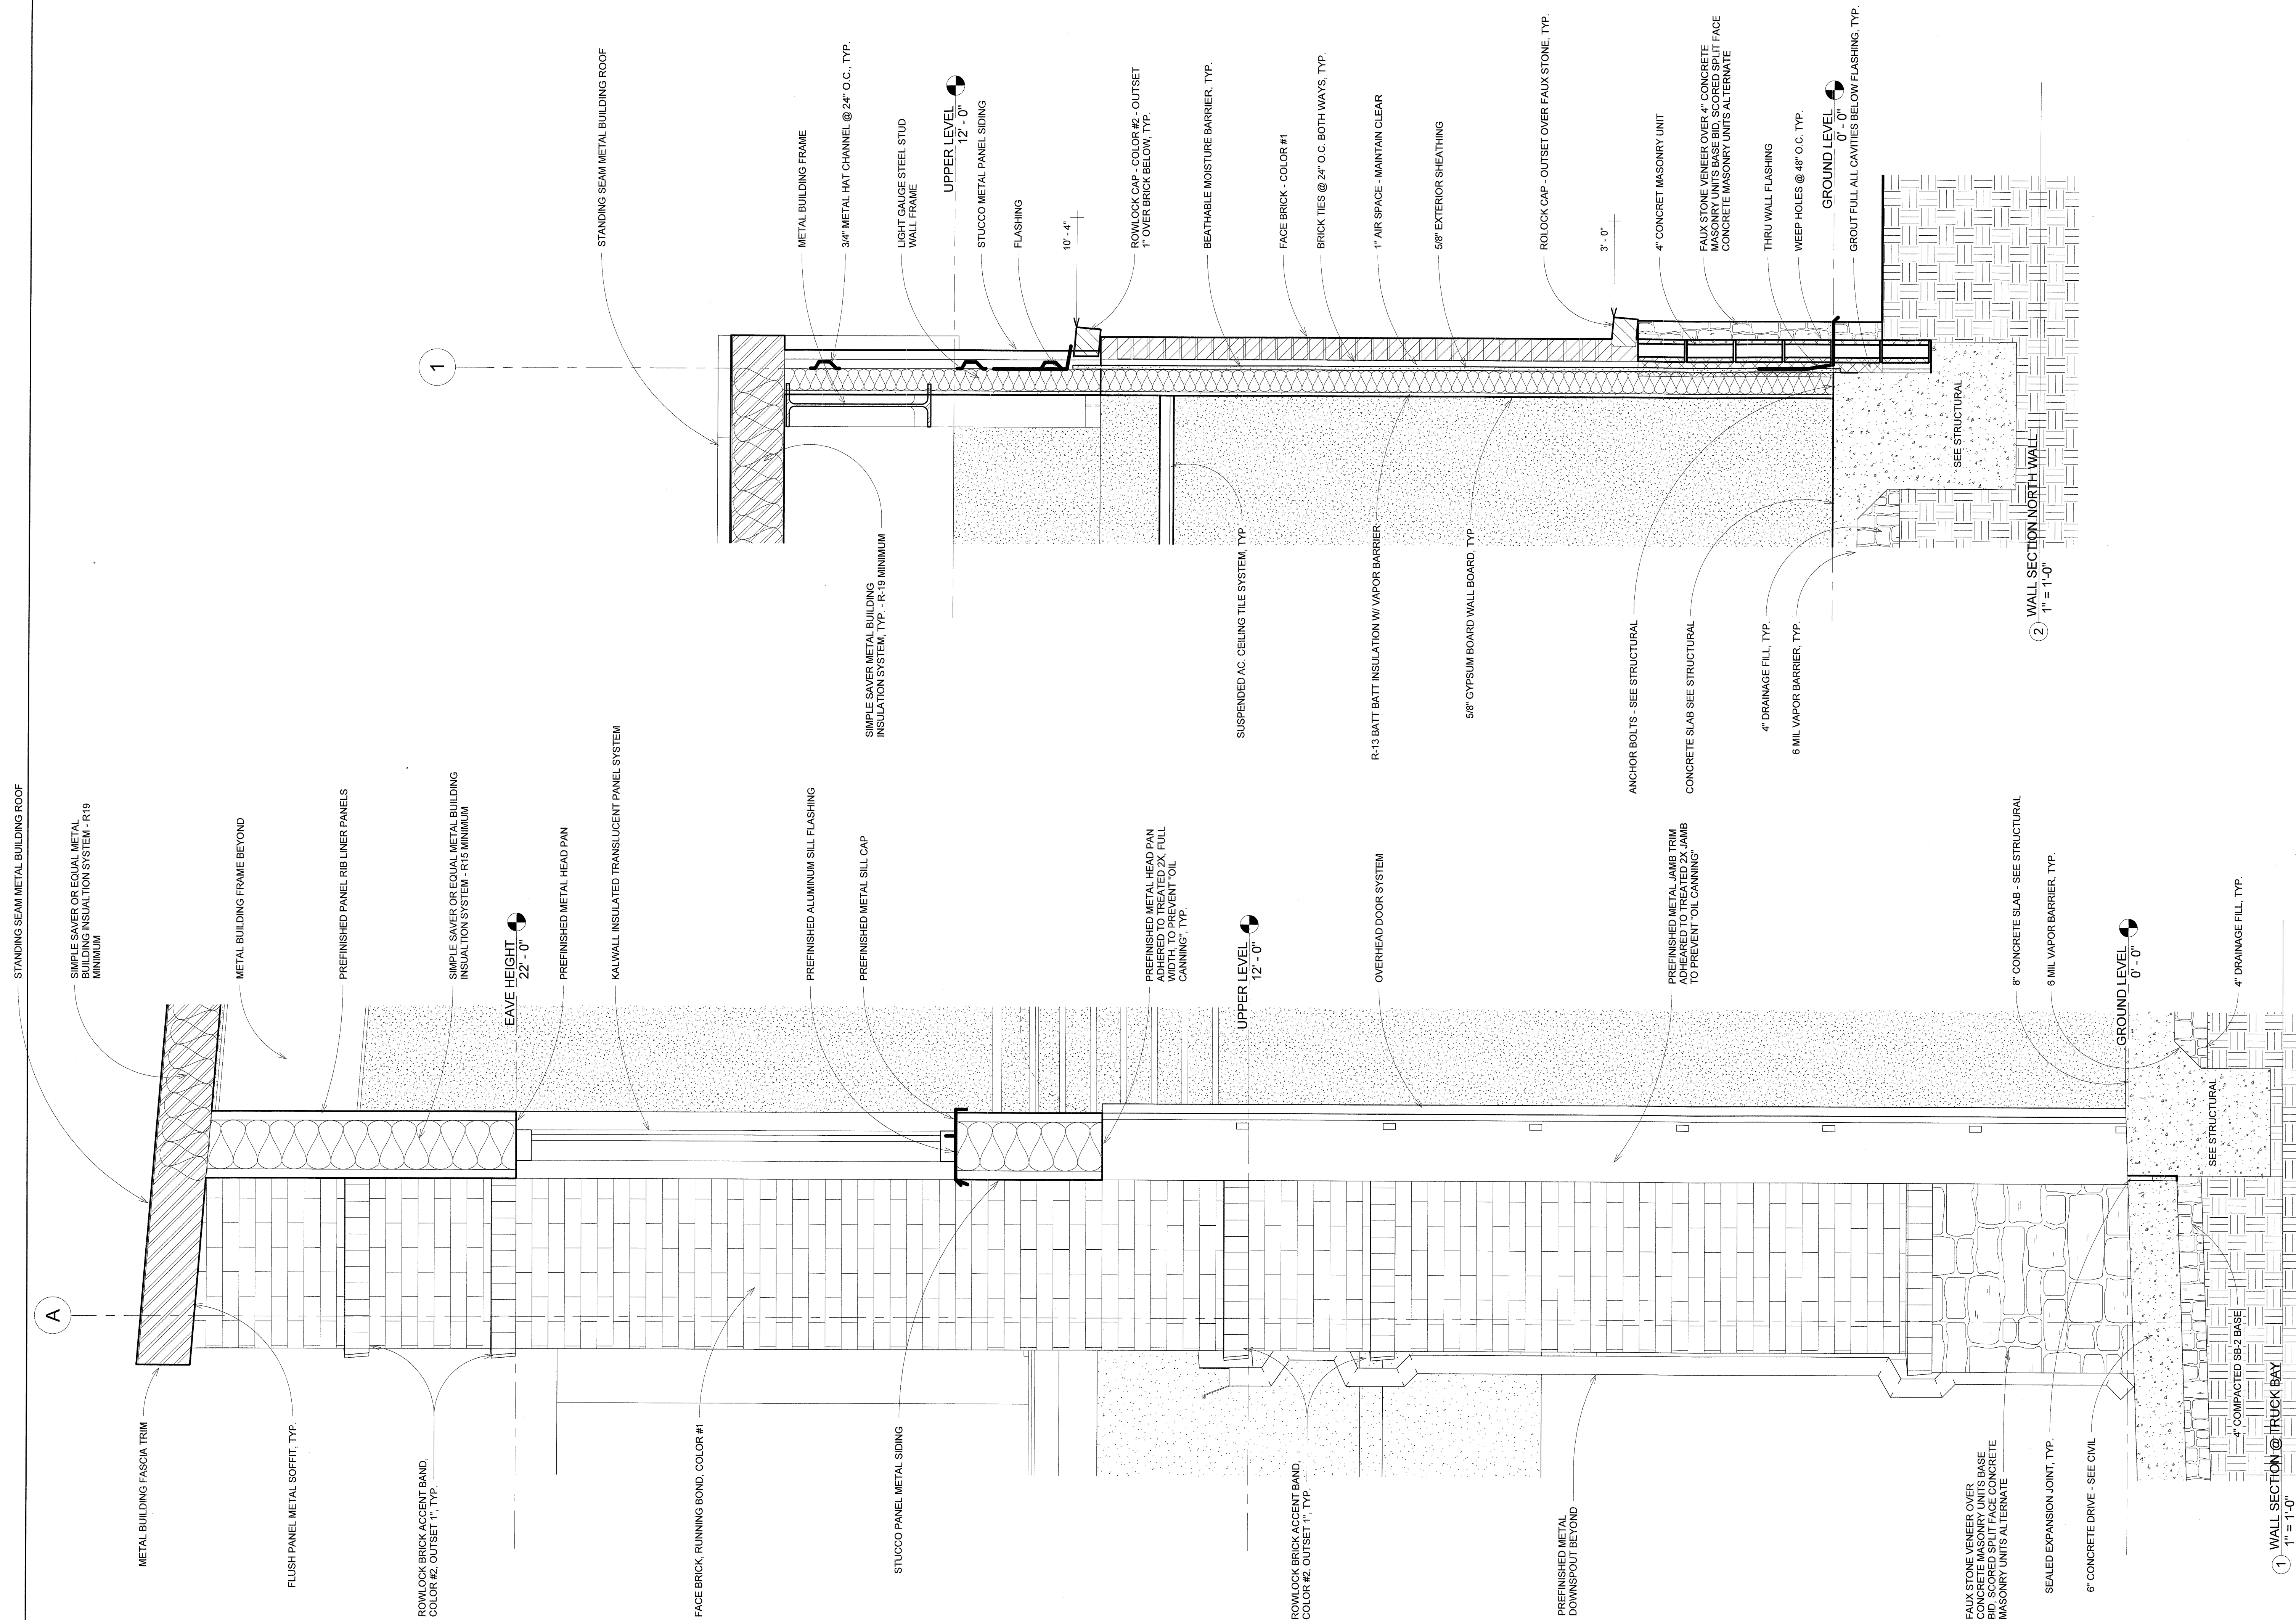 STANDING SEAM METAL BUILDING ROOF
SIMPLE SAVER OR EQUAL METAL
BUILDING INSUALTION SYSTEM - R19
MINIMUM
METAL BUILDING FRAME BEYOND
PREFINISHED PANEL RIB LINER PANELS
SIMPLE SAVER OR EQUAL METAL BUILDING
INSUALTION SYSTEM - R15 MINIMUM
EAVE HEIGHT
22' - 0"
PREFINISHED METAL HEAD PAN
KALWALL INSULATED TRANSLUCENT PANEL SYSTEM
PREFINISHED ALUMINUM SILL FLASHING
PREFINISHED METAL SILL CAP
PREFINISHED METAL HEAD PAN
ADHERED TO TREATED 2X, FULL
WIDTH, TO PREVENT "OIL
CANNING", TYP.
UPPER LEVEL
12' - 0"
OVERHEAD DOOR SYSTEM
PREFINISHED METAL JAMB TRIM
ADHEARED TO TREATED 2X JAMB
TO PREVENT "OIL CANNING"
8" CONCRETE SLAB - SEE STRUCTURAL
6 MIL VAPOR BARRIER, TYP.
GROUND LEVEL
0' - 0"
4" DRAINAGE FILL, TYP.
SEE STRUCTURAL
A
METAL BUILDING FASCIA TRIM
FLUSH PANEL METAL SOFFIT, TYP.
ROWLOCK BRICK ACCENT BAND,
COLOR #2, OUTSET 1", TYP.
FACE BRICK, RUNNING BOND, COLOR #1
STUCCO PANEL METAL SIDING
ROWLOCK BRICK ACCENT BAND,
COLOR #2, OUTSET 1", TYP.
PREFINISHED METAL
DOWNSPOUT BEYOND
FAUX STONE VENEER OVER
CONCRETE MASONRY UNITS BASE
BID, SCORED SPLIT FACE CONCRETE
MASONRY UNITS ALTERNATE
SEALED EXPANSION JOINT, TYP.
6" CONCRETE DRIVE - SEE CIVIL
4" COMPACTED SB-2 BASE
1
WALL SECTION @ TRUCK BAY
1" = 1'-0"
1
STANDING SEAM METAL BUILDING ROOF
METAL BUILDING FRAME
3/4" METAL HAT CHANNEL @ 24" O.C., TYP.
LIGHT GAUGE STEEL STUD
WALL FRAME
UPPER LEVEL
12' - 0"
STUCCO METAL PANEL SIDING
FLASHING
10' - 4"
ROWLOCK CAP - COLOR #2 - OUTSET
1" OVER BRICK BELOW, TYP.
BEATHABLE MOISTURE BARRIER, TYP.
FACE BRICK - COLOR #1
BRICK TIES @ 24" O.C. BOTH WAYS, TYP.
1" AIR SPACE - MAINTAIN CLEAR
5/8" EXTERIOR SHEATHING
ROLOCK CAP - OUTSET OVER FAUX STONE, TYP.
3' - 0"
4" CONCRET MASONRY UNIT
FAUX STONE VENEER OVER 4" CONCRETE
MASONRY UNITS BASE BID, SCORED SPLIT FACE
CONCRETE MASONRY UNITS ALTERNATE
THRU WALL FLASHING
WEEP HOLES @ 48" O.C. TYP.
GROUND LEVEL
0' - 0"
GROUT FULL ALL CAVITIES BELOW FLASHING, TYP.
SIMPLE SAVER METAL BUILDING
INSULATION SYSTEM, TYP. - R-19 MINIMUM
SUSPENDED AC. CEILING TILE SYSTEM, TYP.
R-13 BATT BATT INSULATION W/ VAPOR BARRIER
5/8" GYPSUM BOARD WALL BOARD, TYP.
ANCHOR BOLTS - SEE STRUCTURAL
CONCRETE SLAB SEE STRUCTURAL
4" DRAINAGE FILL, TYP.
6 MIL VAPOR BARRIER, TYP.
SEE STRUCTURAL
2
WALL SECTION NORTH WALL
1" = 1'-0"